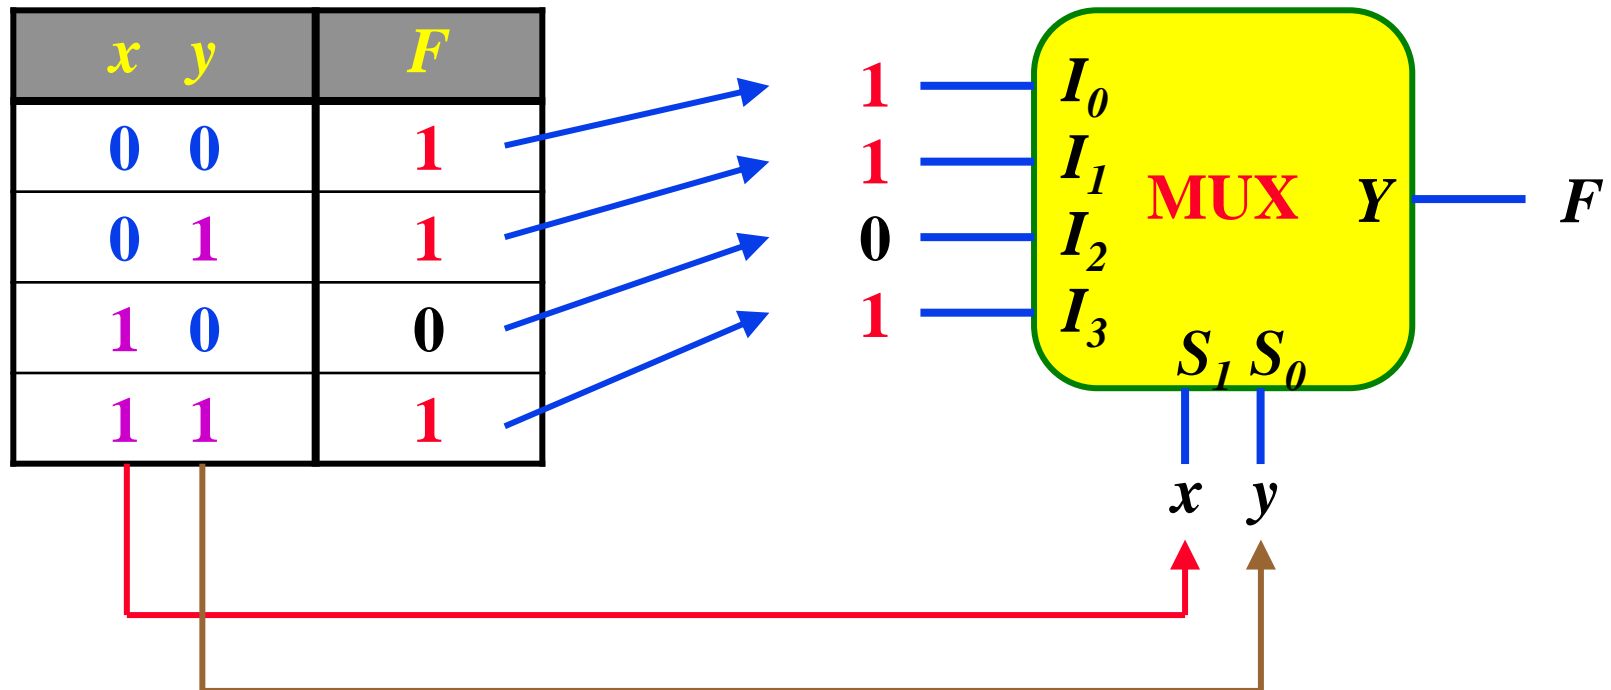 x y F
0 0 1
0 1 1
1 0 0
1 1 1
1 I0
1 I1
0 I2
1 I3
MUX Y F
S1 S0
x y